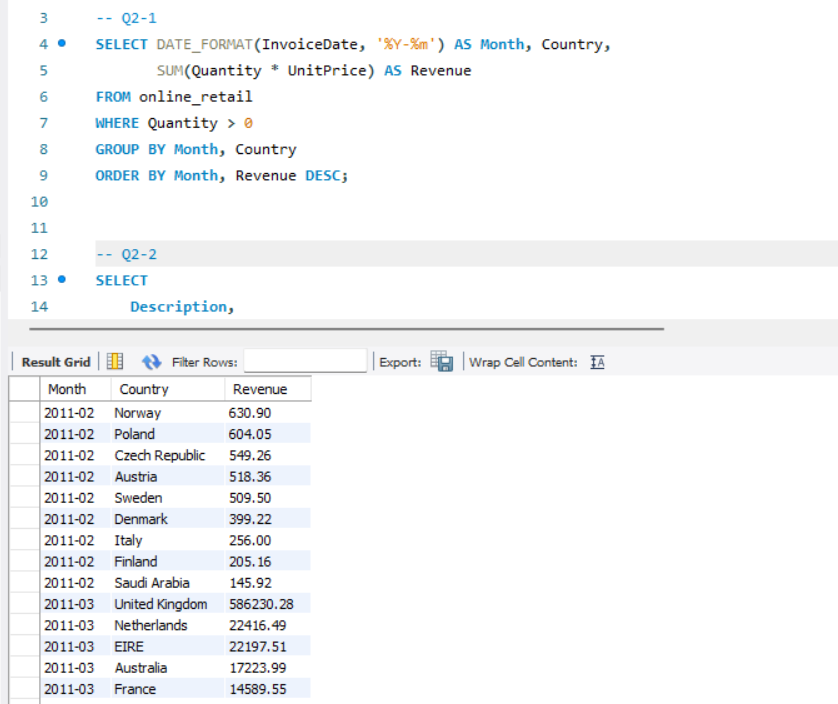 3 -- Q2-1
4 SELECT DATE_FORMAT(InvoiceDate, '%Y-%m') AS Month, Country,
5 SUM(Quantity * UnitPrice) AS Revenue
6 FROM online_retail
7 WHERE Quantity > 0
8 GROUP BY Month, Country
9 ORDER BY Month, Revenue DESC;
10
11
12 -- Q2-2
13 SELECT
14 Description,
Result Grid Filter Rows: Export: Wrap Cell Content: IA
Month Country Revenue
2011-02 Norway 630.90
2011-02 Poland 604.05
2011-02 Czech Republic 549.26
2011-02 Austria 518.36
2011-02 Sweden 509.50
2011-02 Denmark 399.22
2011-02 Italy 256.00
2011-02 Finland 205.16
2011-02 Saudi Arabia 145.92
2011-03 United Kingdom 586230.28
2011-03 Netherlands 22416.49
2011-03 EIRE 22197.51
2011-03 Australia 17223.99
2011-03 France 14589.55